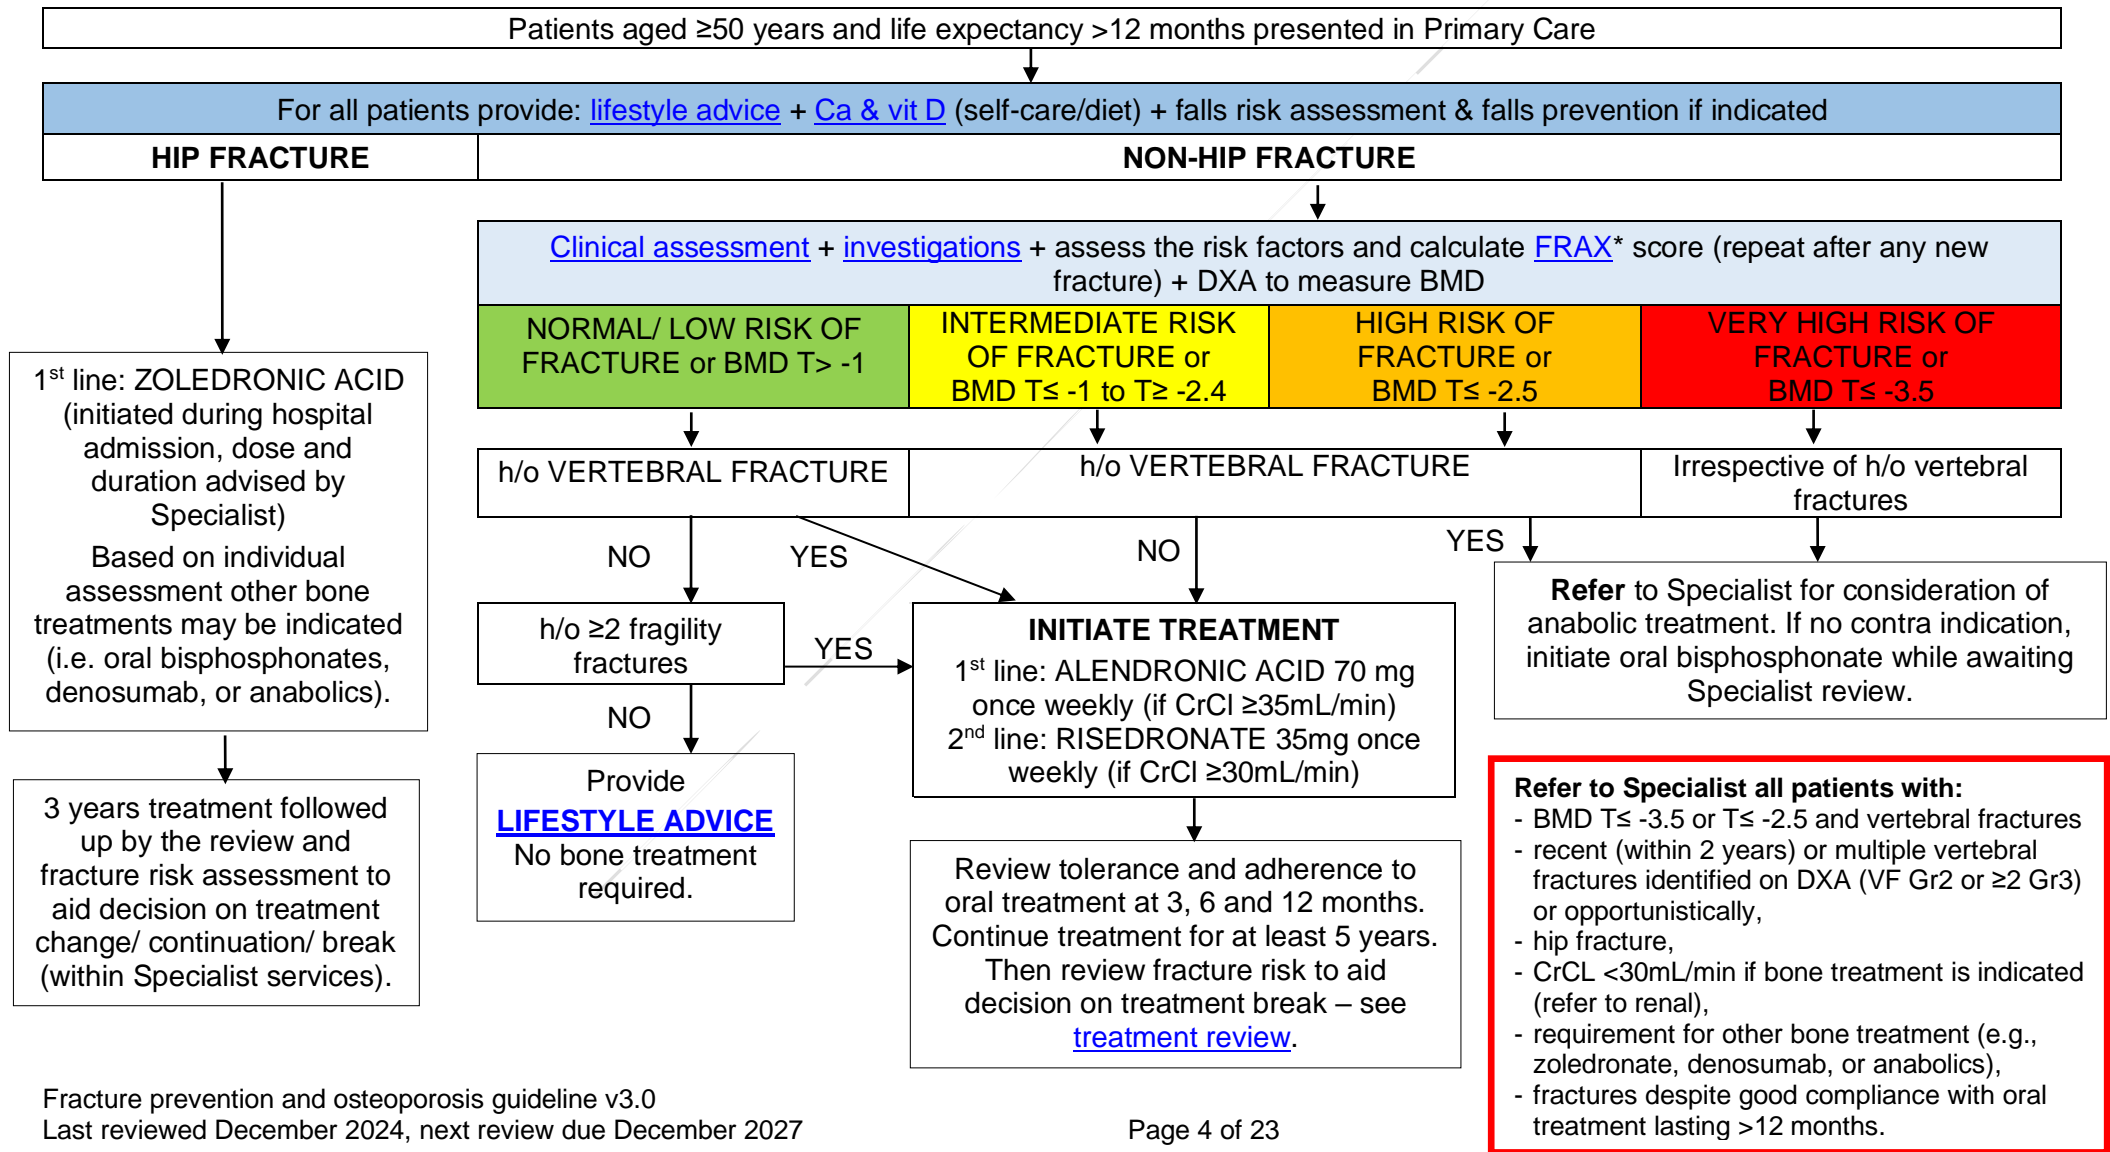 Patients aged ≥50 years and life expectancy >12 months presented in Primary Care
For all patients provide: lifestyle advice + Ca & vit D (self-care/diet) + falls risk assessment & falls prevention if indicated
HIP FRACTURE
NON-HIP FRACTURE
Clinical assessment + investigations + assess the risk factors and calculate FRAX* score (repeat after any new
fracture) + DXA to measure BMD
NORMAL/ LOW RISK OF
FRACTURE or BMD T> -1
INTERMEDIATE RISK
OF FRACTURE or
BMD T≤ -1 to T≥ -2.4
HIGH RISK OF
FRACTURE or
BMD T≤ -2.5
VERY HIGH RISK OF
FRACTURE or
BMD T≤ -3.5
h/o VERTEBRAL FRACTURE
h/o VERTEBRAL FRACTURE
Irrespective of h/o vertebral
fractures
1st line: ZOLEDRONIC ACID
(initiated during hospital
admission, dose and
duration advised by
Specialist)
Based on individual
assessment other bone
treatments may be indicated
(i.e. oral bisphosphonates,
denosumab, or anabolics).
3 years treatment followed
up by the review and
fracture risk assessment to
aid decision on treatment
change/ continuation/ break
(within Specialist services).
NO
YES
NO
YES
h/o ≥2 fragility
fractures
YES
NO
Provide
LIFESTYLE ADVICE
No bone treatment
required.
INITIATE TREATMENT
1st line: ALENDRONIC ACID 70 mg
once weekly (if CrCl ≥35mL/min)
2nd line: RISEDRONATE 35mg once
weekly (if CrCl ≥30mL/min)
Review tolerance and adherence to
oral treatment at 3, 6 and 12 months.
Continue treatment for at least 5 years.
Then review fracture risk to aid
decision on treatment break – see
treatment review.
Refer to Specialist for consideration of
anabolic treatment. If no contra indication,
initiate oral bisphosphonate while awaiting
Specialist review.
Refer to Specialist all patients with:
- BMD T≤ -3.5 or T≤ -2.5 and vertebral fractures
- recent (within 2 years) or multiple vertebral
fractures identified on DXA (VF Gr2 or ≥2 Gr3)
or opportunistically,
- hip fracture,
- CrCL <30mL/min if bone treatment is indicated
(refer to renal),
- requirement for other bone treatment (e.g.,
zoledronate, denosumab, or anabolics),
- fractures despite good compliance with oral
treatment lasting >12 months.
Fracture prevention and osteoporosis guideline v3.0
Last reviewed December 2024, next review due December 2027
Page 4 of 23